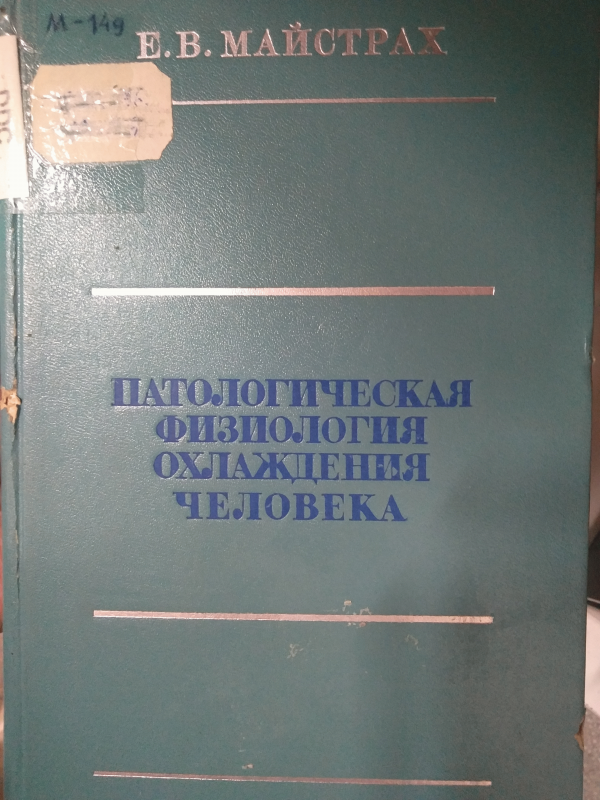 М-149
Е. В. МАЙСТРАХ
ПАТОЛОГИЧЕСКАЯ
ФИЗИОЛОГИЯ
ОХЛАЖДЕНИЯ
ЧЕЛОВЕКА